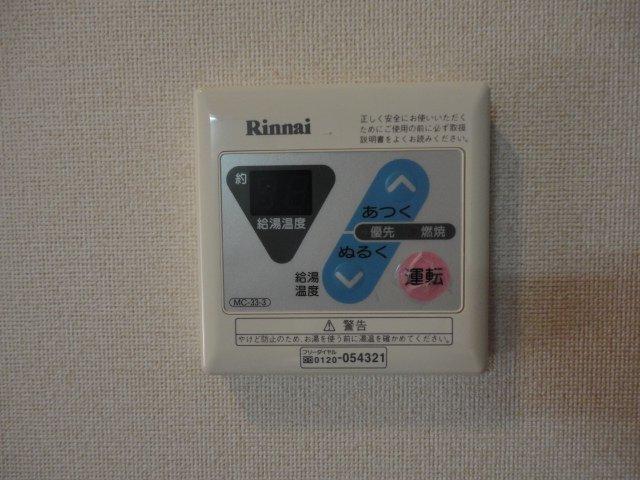 Rinnai
正しく安全にお使いいただく
ためにご使用の前に必ず取扱
説明書をよくお読みください。
約
給湯温度
あつく
優先 燃焼
ぬるく
給湯
温度
運転
MC-33-3
⚠ 警告
やけど防止のため、お湯を使う前に湯温を確かめてください。
フリーダイヤル
0120-054321